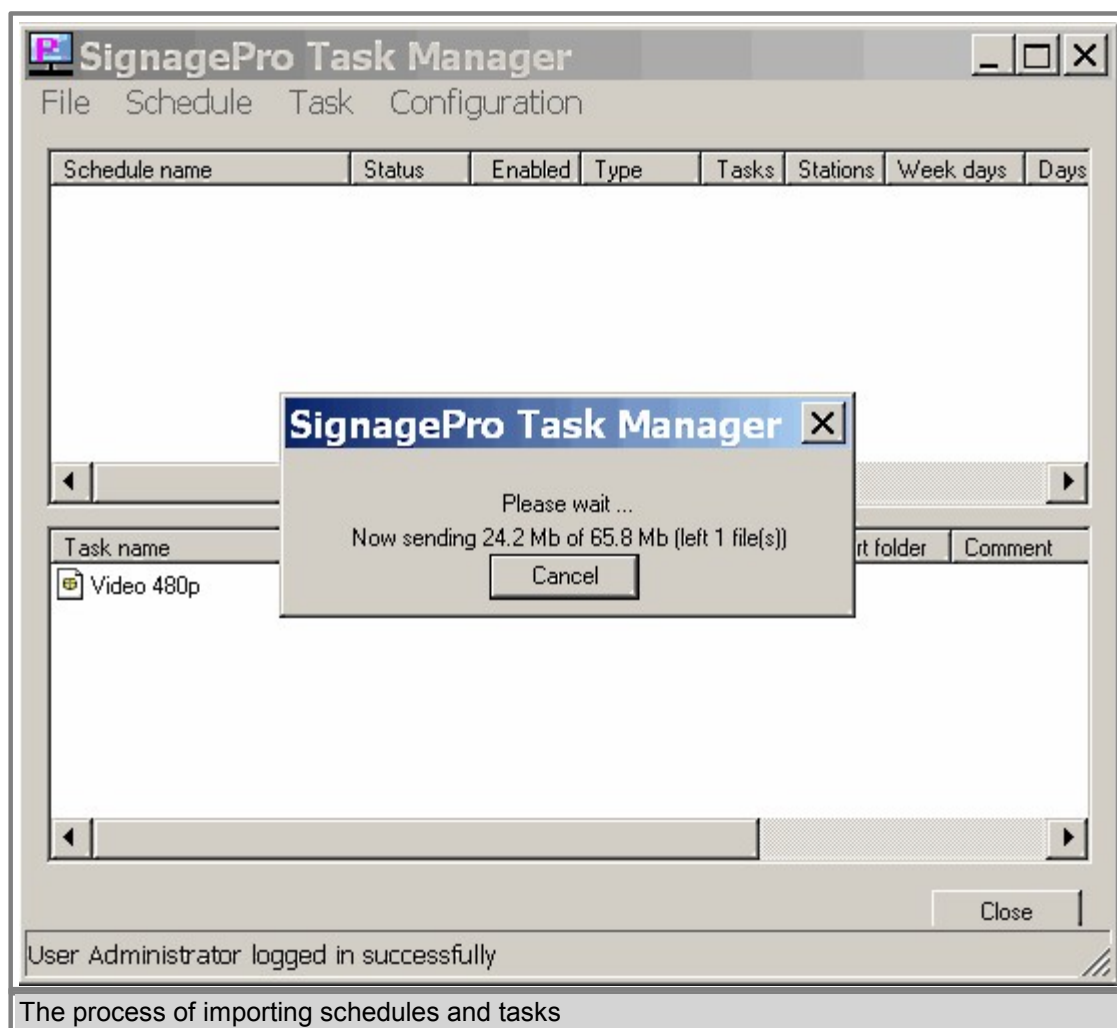 SignagePro Task Manager
File Schedule Task Configuration
Schedule name Status Enabled Type Tasks Stations Week days Days
SignagePro Task Manager
Please wait ...
Now sending 24.2 Mb of 65.8 Mb (left 1 file(s))
Cancel
Task name rt folder Comment
Video 480p
Close
User Administrator logged in successfully
The process of importing schedules and tasks